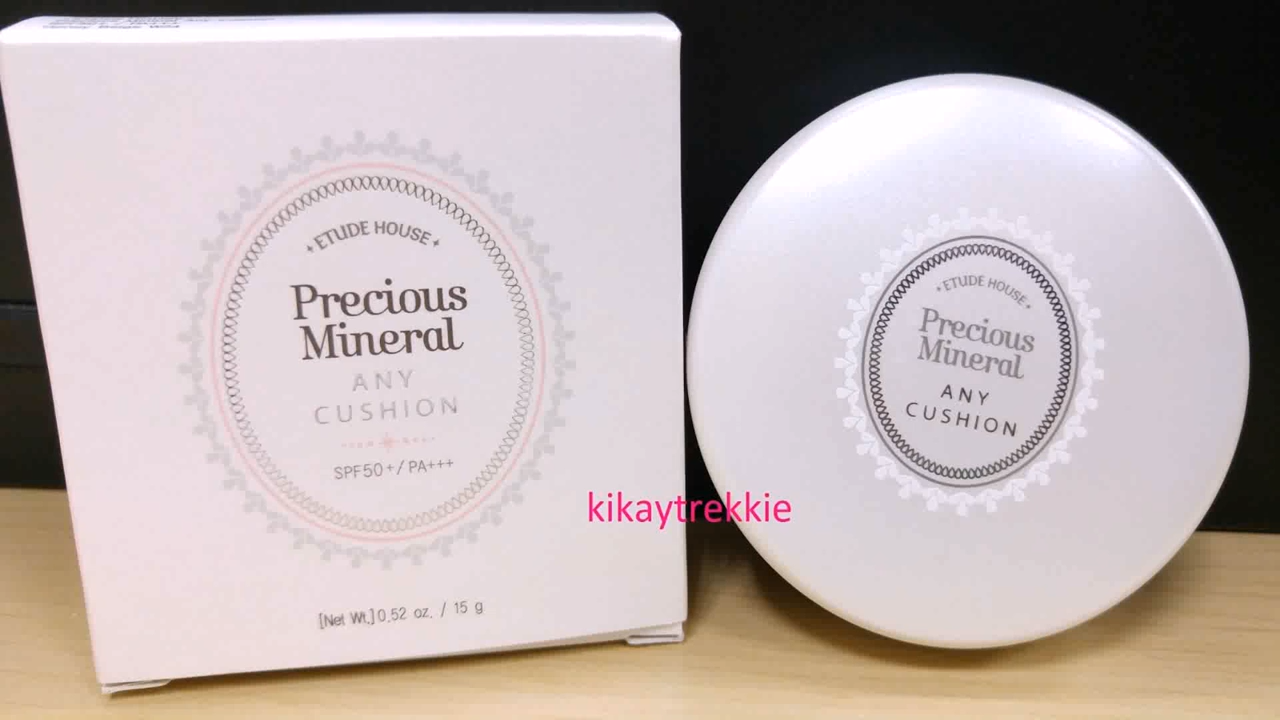 ETUDE HOUSE
Precious
Mineral
ANY
CUSHION
SPF50+/PA+++
[Net Wt.]0.52 oz. / 15 g
ETUDE HOUSE
Precious
Mineral
ANY
CUSHION
kikaytrekkie